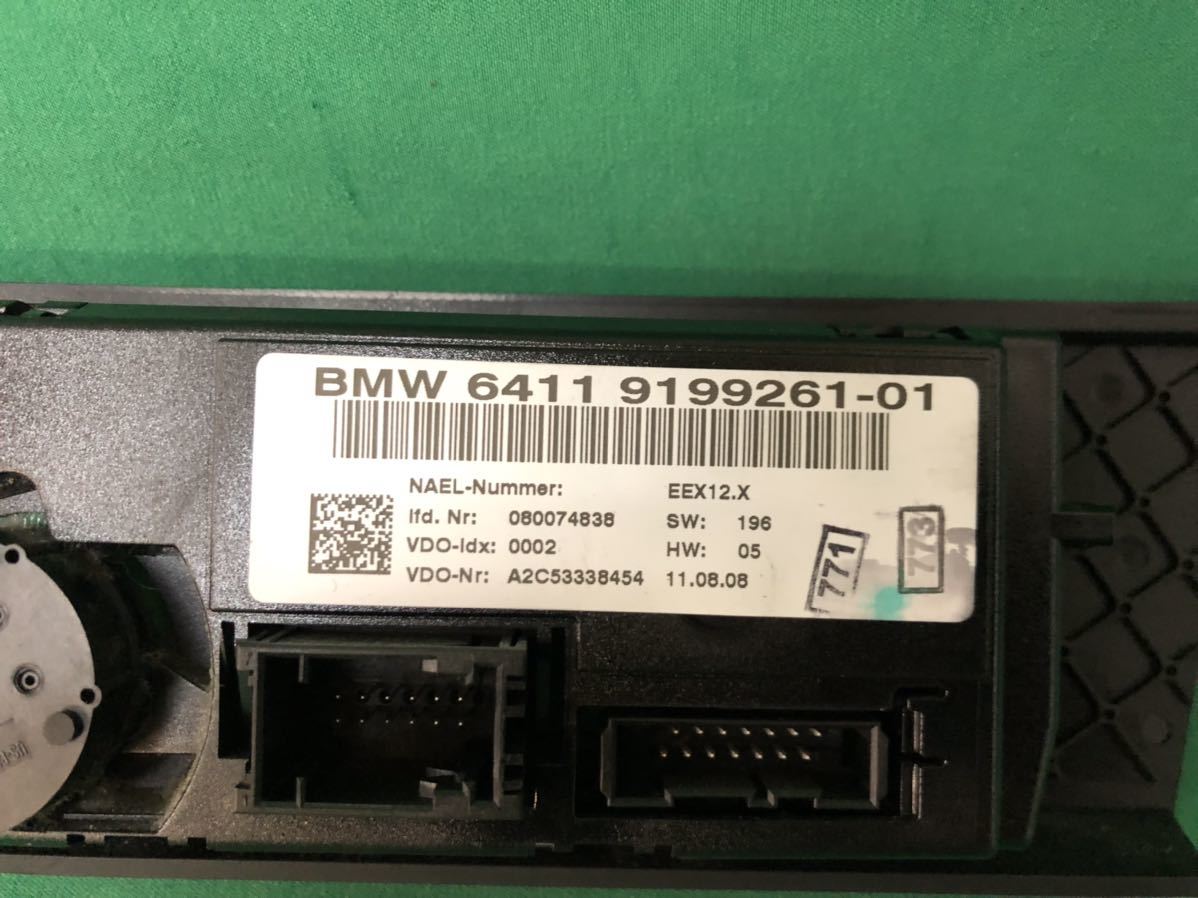 BMW 6411 9199261-01
NAEL-Nummer: EEX12.X
lfd. Nr: 080074838 SW: 196
VDO-Idx: 0002 HW: 05
VDO-Nr: A2C53338454 11.08.08
771
773